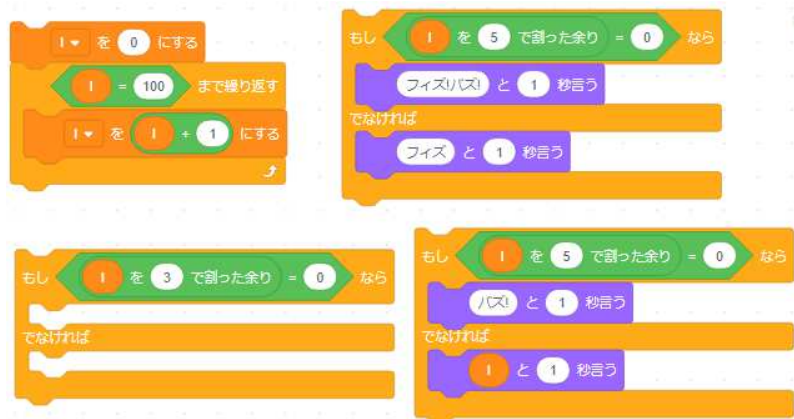 I を 0 にする
I = 100 まで繰り返す
I を I + 1 にする
もし I を 5 で割った余り = 0 なら
フィズ!バズ! と 1 秒言う
でなければ
フィズ と 1 秒言う
もし I を 3 で割った余り = 0 なら
でなければ
もし I を 5 で割った余り = 0 なら
バズ! と 1 秒言う
でなければ
I と 1 秒言う